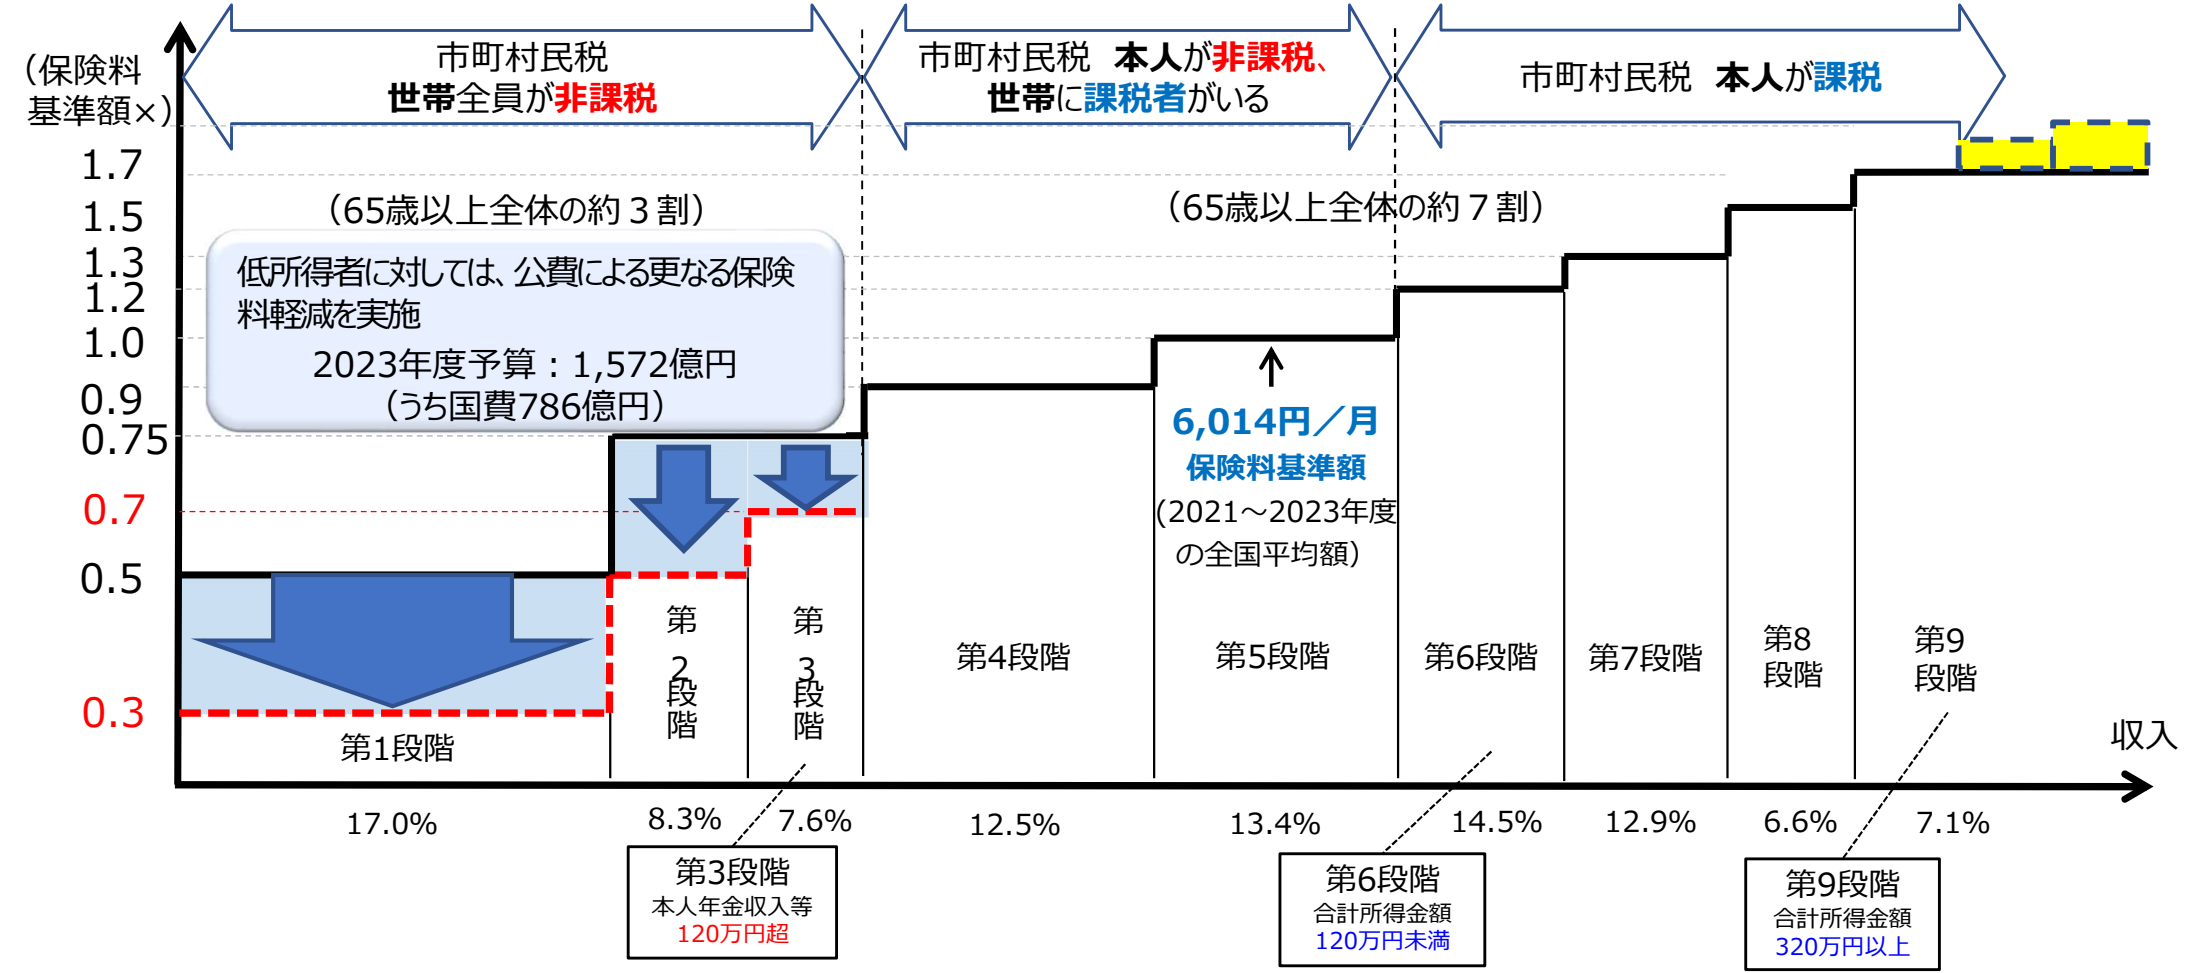 （保険料
基準額×）
市町村民税
世帯全員が非課税
市町村民税　本人が非課税、
世帯に課税者がいる
市町村民税　本人が課税
1.7
1.5
1.3
1.2
1.0
0.9
0.75
0.7
0.5
0.3
（65歳以上全体の約３割）
（65歳以上全体の約７割）
低所得者に対しては、公費による更なる保険
料軽減を実施
2023年度予算：1,572億円
（うち国費786億円）
6,014円／月
保険料基準額
(2021～2023年度
の全国平均額）
第1段階
第
2
段
階
第
3
段
階
第4段階
第5段階
第6段階
第7段階
第8
段階
第9
段階
収入
17.0%
8.3%
7.6%
12.5%
13.4%
14.5%
12.9%
6.6%
7.1%
第3段階
本人年金収入等
120万円超
第6段階
合計所得金額
120万円未満
第9段階
合計所得金額
320万円以上